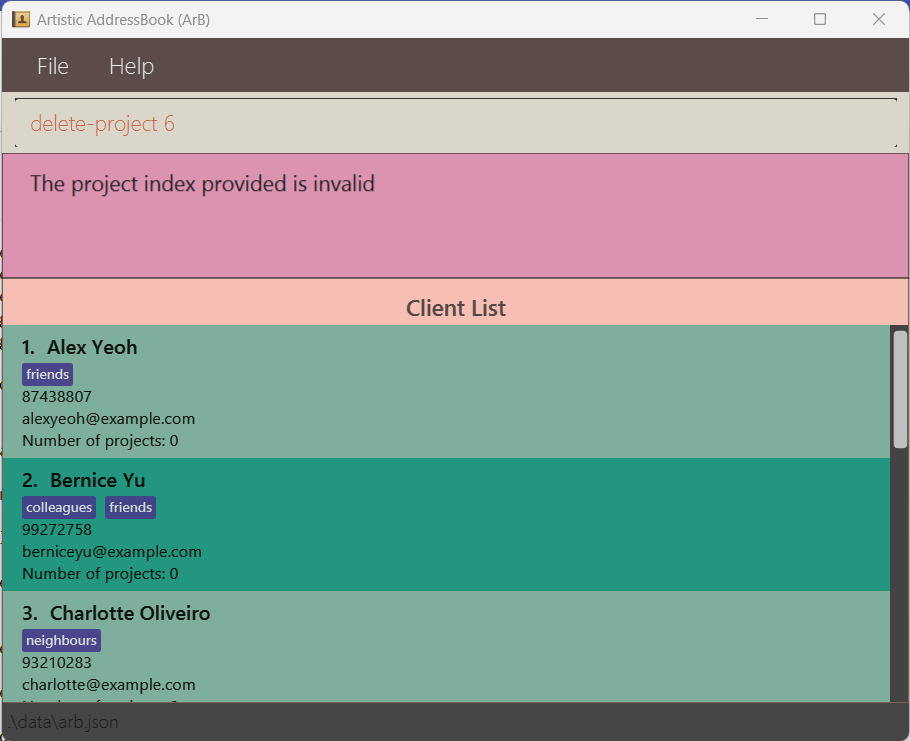 Artistic AddressBook (ArB)
File Help
delete-project 6
The project index provided is invalid
Client List
1. Alex Yeoh
friends
87438807
alexyeoh@example.com
Number of projects: 0
2. Bernice Yu
colleagues friends
99272758
berniceyu@example.com
Number of projects: 0
3. Charlotte Oliveiro
neighbours
93210283
charlotte@example.com
.\data\arb.json